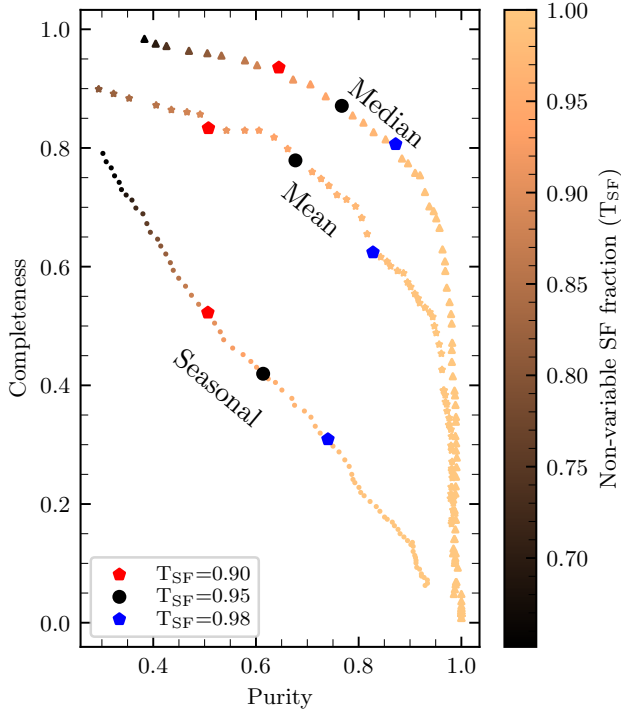 Completeness
1.0
0.8
0.6
0.4
0.2
0.0
Median
Mean
Seasonal
T_SF=0.90
T_SF=0.95
T_SF=0.98
0.4 0.6 0.8 1.0
Purity
1.00
0.95
0.90
0.85
0.80
0.75
0.70
Non-variable SF fraction (T_SF)